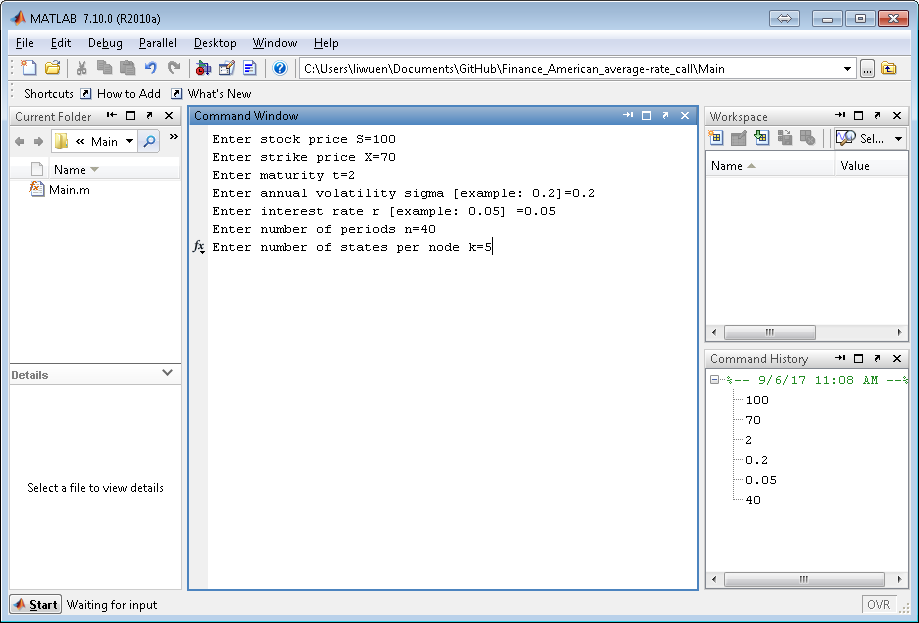 MATLAB 7.10.0 (R2010a)
File Edit Debug Parallel Desktop Window Help
C:\Users\liwuen\Documents\GitHub\Finance_American_average-rate_call\Main
...
Shortcuts How to Add What's New
Current Folder
« Main »
Name
Main.m
Details
Select a file to view details
Command Window
Enter stock price S=100
Enter strike price X=70
Enter maturity t=2
Enter annual volatility sigma [example: 0.2]=0.2
Enter interest rate r [example: 0.05] =0.05
Enter number of periods n=40
fx Enter number of states per node k=5
Workspace
Sel...
Name Value
Command History
%-- 9/6/17 11:08 AM --%
100
70
2
0.2
0.05
40
Start Waiting for input
OVR